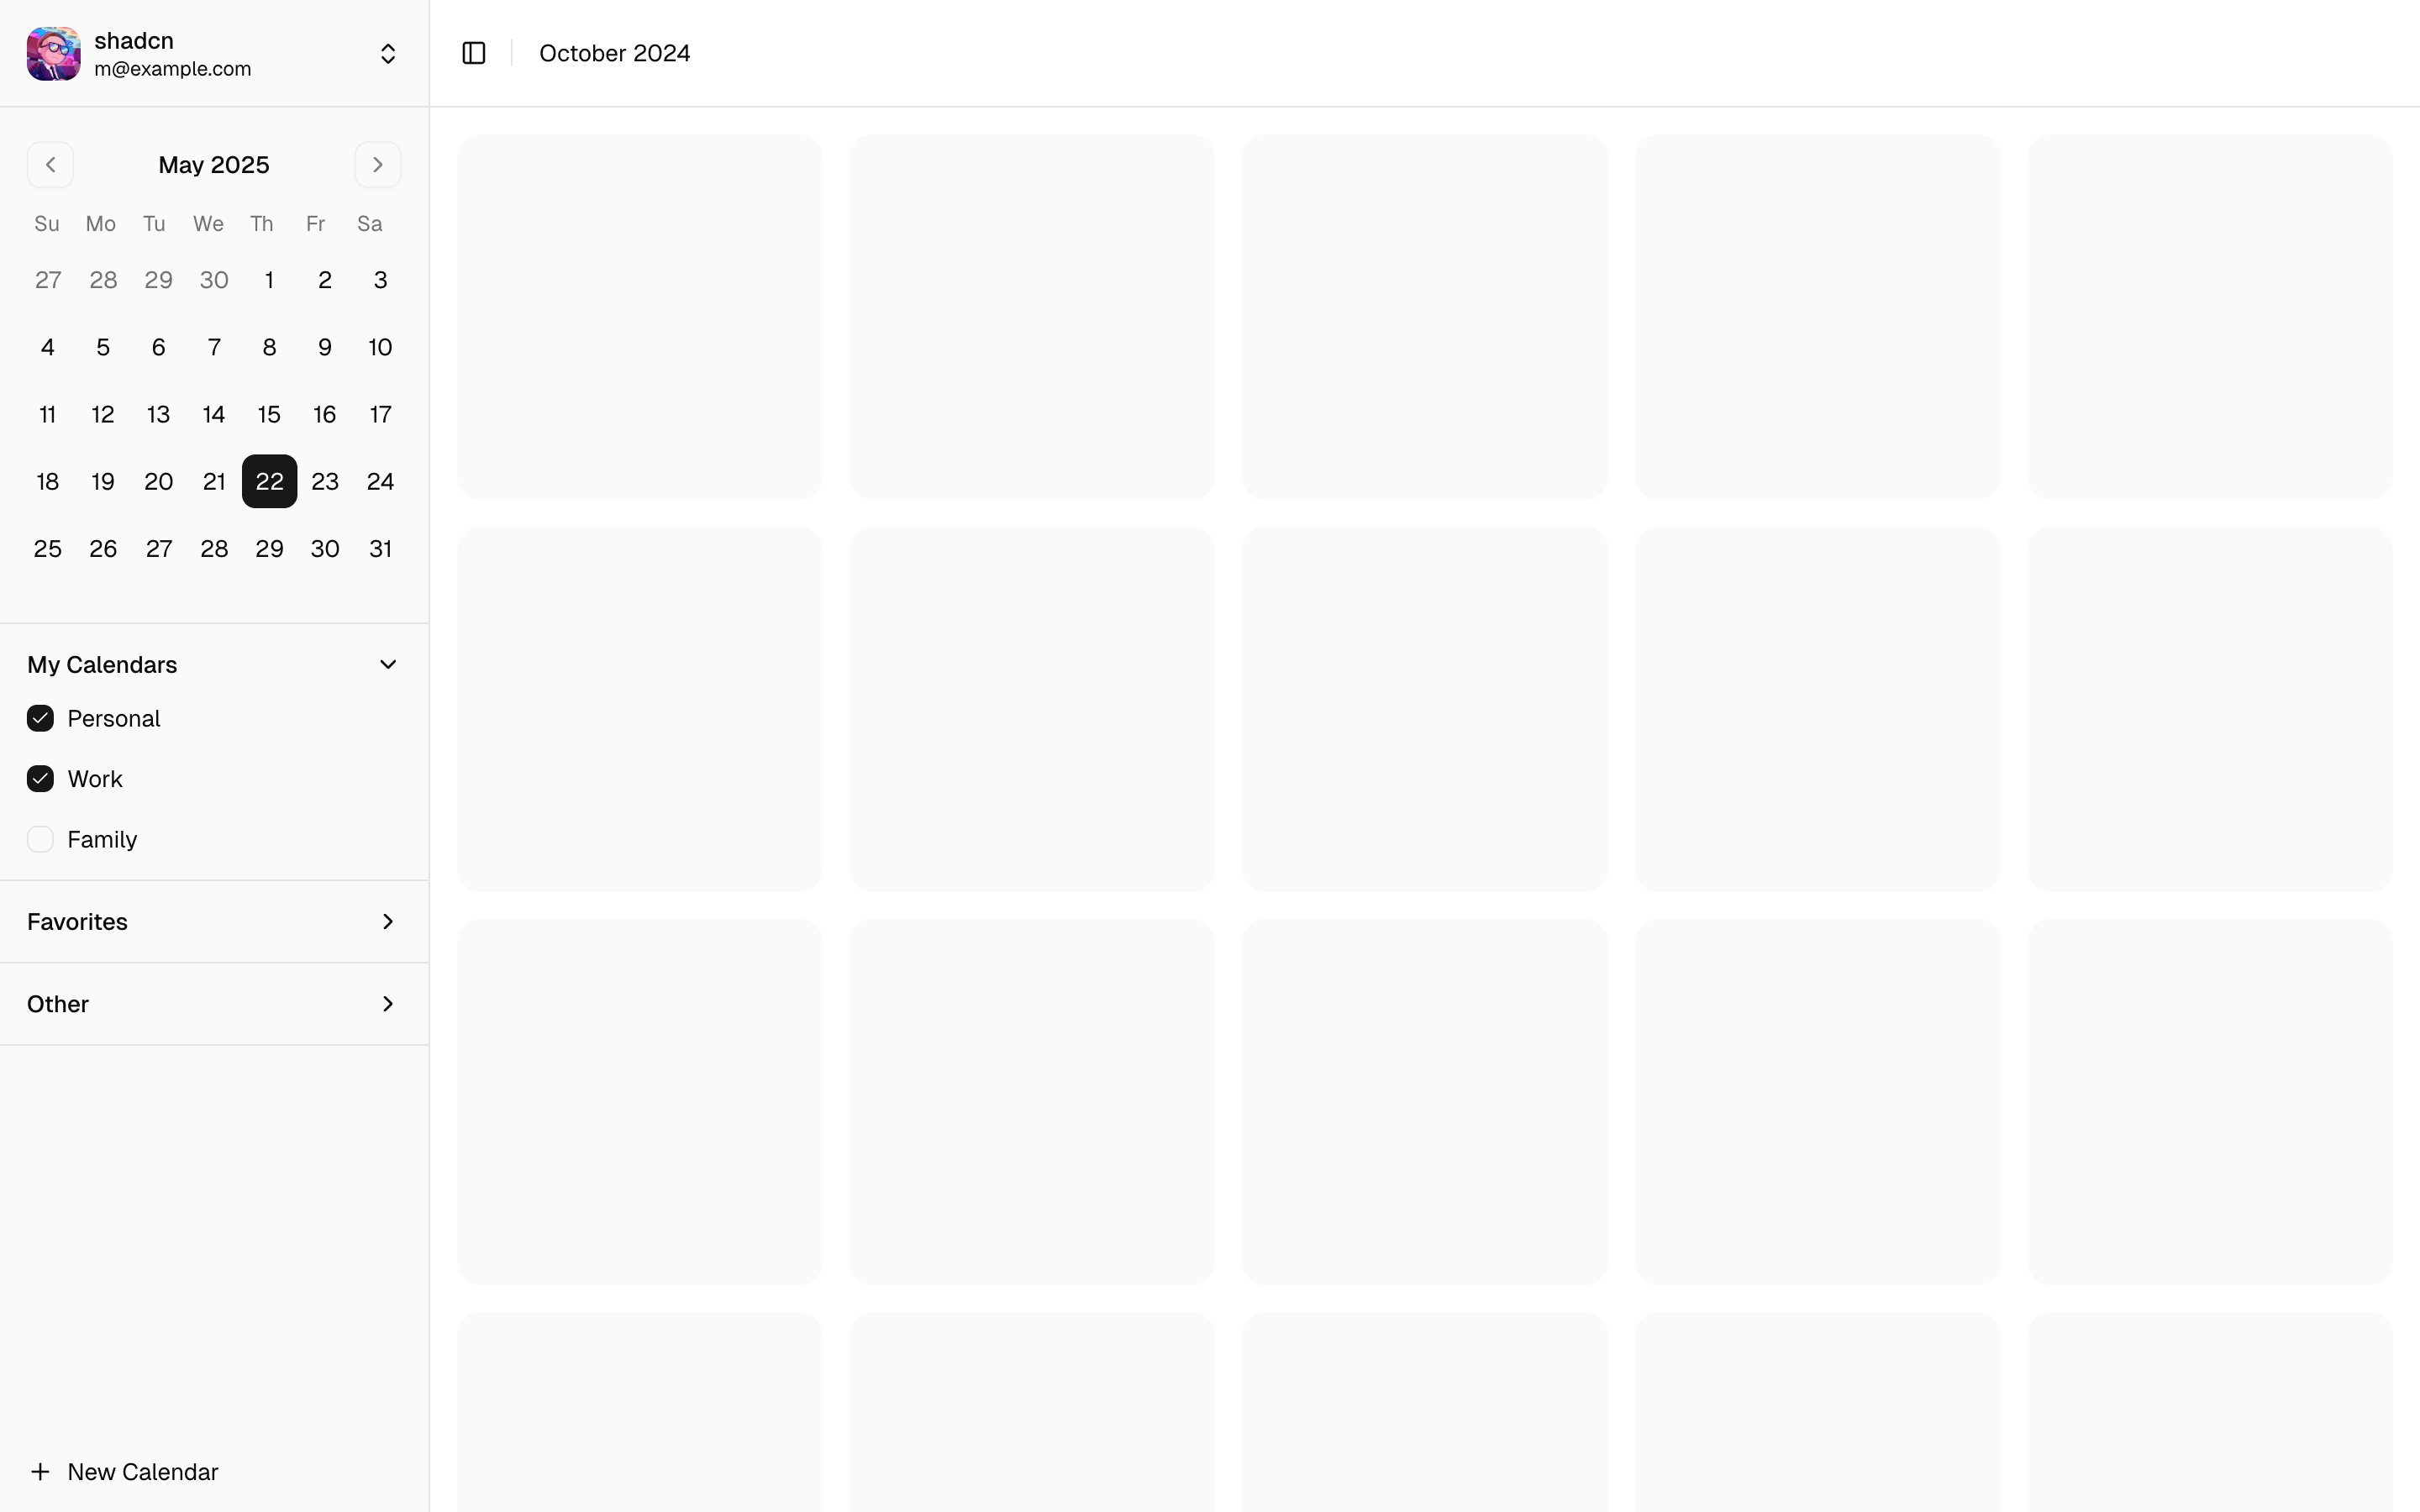 shadcn
m@example.com
October 2024
May 2025
Su Mo Tu We Th Fr Sa
27 28 29 30 1 2 3
4 5 6 7 8 9 10
11 12 13 14 15 16 17
18 19 20 21 22 23 24
25 26 27 28 29 30 31
My Calendars
Personal
Work
Family
Favorites
Other
New Calendar